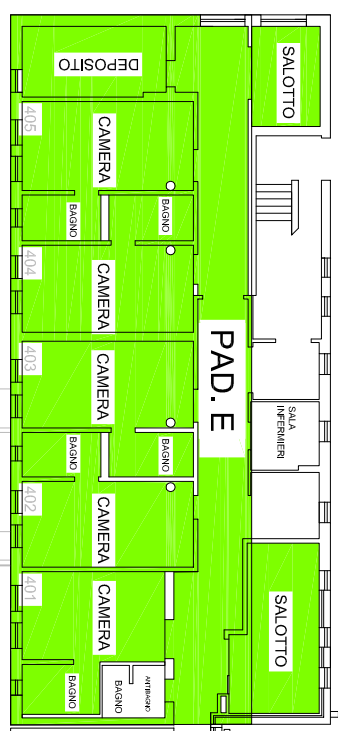 DEPOSITO
SALOTTO
405
CAMERA
BAGNO
BAGNO
404
CAMERA
PAD. E
403
CAMERA
SALA
INFERMIERI
BAGNO
BAGNO
402
CAMERA
401
CAMERA
SALOTTO
BAGNO
BAGNO
ANTIBAGNO